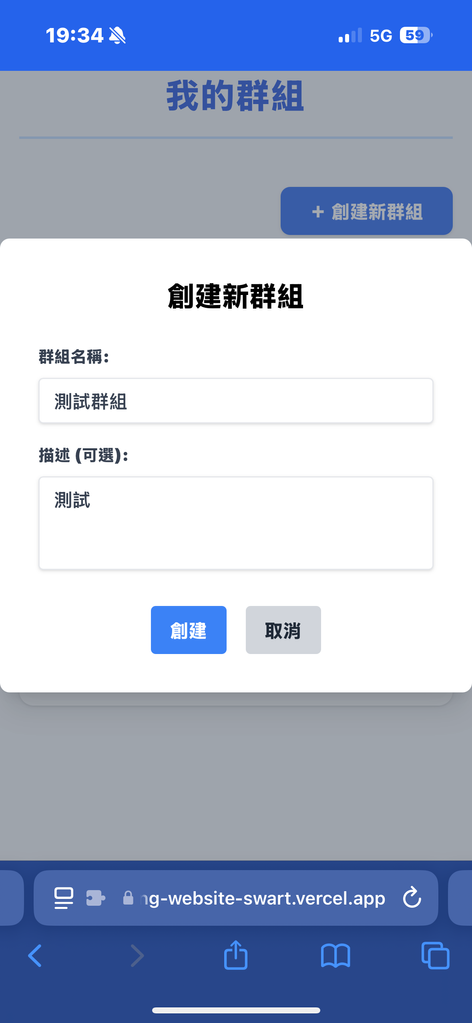 19:34
5G 59
我的群組
+ 創建新群組
創建新群組
群組名稱:
測試群組
描述 (可選):
測試
創建 取消
g-website-swart.vercel.app